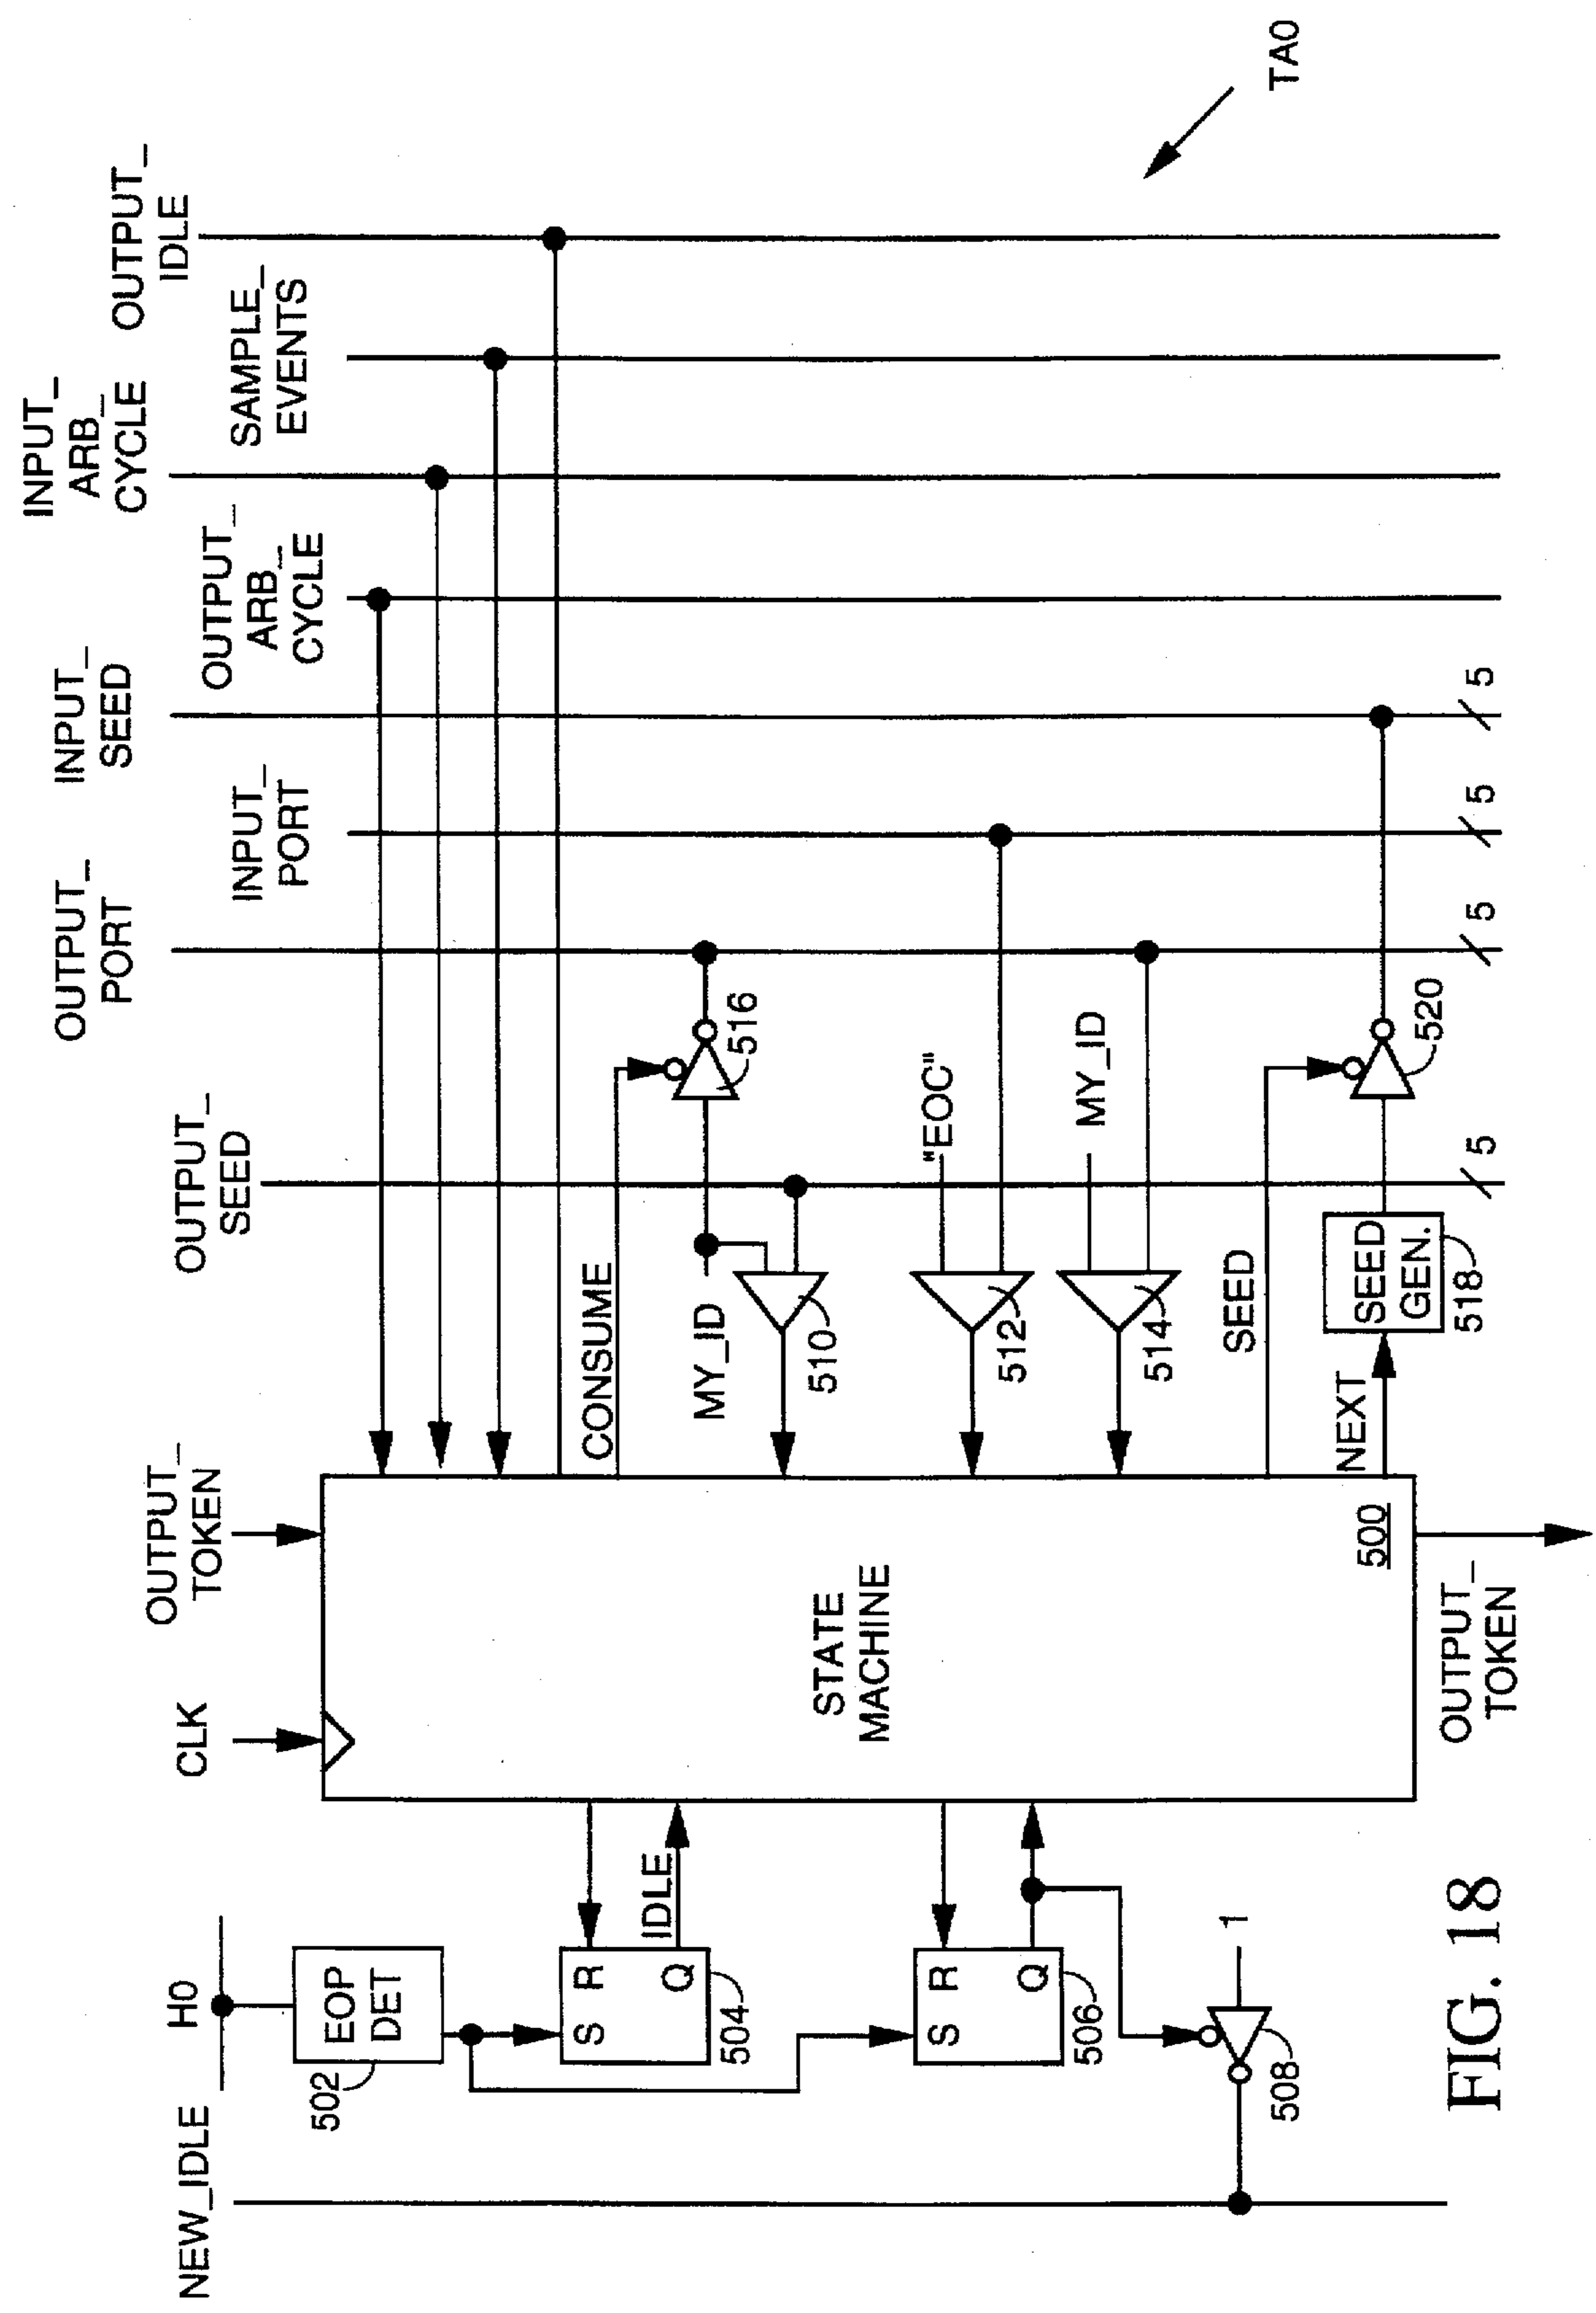 TA0
OUTPUT_
IDLE
SAMPLE_
EVENTS
INPUT_
ARB_
CYCLE
OUTPUT_
ARB_
CYCLE
INPUT_
SEED
INPUT_
PORT
OUTPUT_
PORT
OUTPUT_
SEED
5
5
5
5
516
"EOC"
MY_ID
520
CONSUME
MY_ID
510
512
514
SEED
SEED
GEN.
518
NEXT
OUTPUT_
TOKEN
CLK
STATE
MACHINE
500
OUTPUT_
TOKEN
H0
EOP
DET
502
NEW_IDLE
IDLE
S
R
Q
504
S
R
Q
506
1
508
FIG. 18